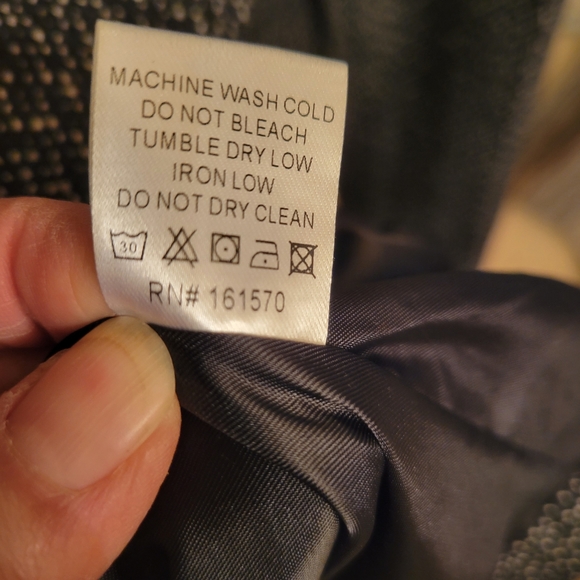 MACHINE WASH COLD
DO NOT BLEACH
TUMBLE DRY LOW
IRON LOW
DO NOT DRY CLEAN
30
RN# 161570